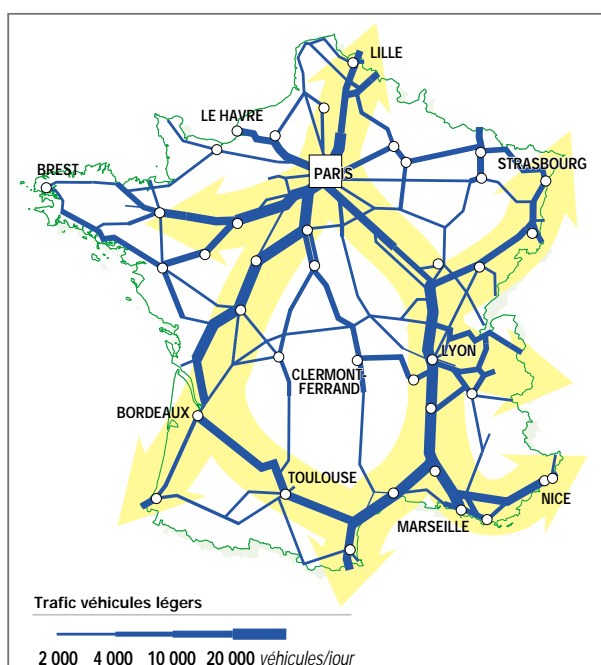 LILLE
LE HAVRE
STRASBOURG
BREST
PARIS
LYON
CLERMONT-
FERRAND
BORDEAUX
TOULOUSE
NICE
MARSEILLE
Trafic véhicules légers
2 000 4 000 10 000 20 000 véhicules/jour